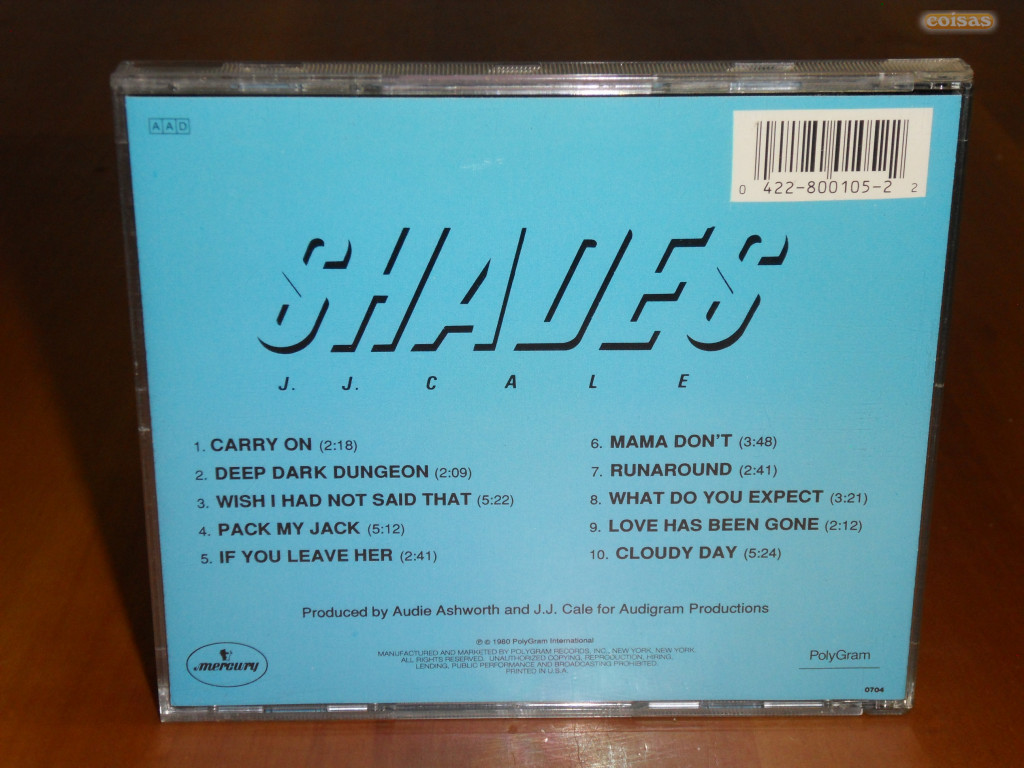 coisas
AAD
0 422-800105-2 2
SHADES
J. J. CALE
1. CARRY ON (2:18)
2. DEEP DARK DUNGEON (2:09)
3. WISH I HAD NOT SAID THAT (5:22)
4. PACK MY JACK (5:12)
5. IF YOU LEAVE HER (2:41)
6. MAMA DON'T (3:48)
7. RUNAROUND (2:41)
8. WHAT DO YOU EXPECT (3:21)
9. LOVE HAS BEEN GONE (2:12)
10. CLOUDY DAY (5:24)
Produced by Audie Ashworth and J.J. Cale for Audigram Productions
℗ © 1980 PolyGram International
MANUFACTURED AND MARKETED BY POLYGRAM RECORDS, INC., NEW YORK, NEW YORK.
ALL RIGHTS RESERVED. UNAUTHORIZED COPYING, REPRODUCTION, HIRING,
LENDING, PUBLIC PERFORMANCE AND BROADCASTING PROHIBITED.
PRINTED IN U.S.A.
mercury
PolyGram
0704